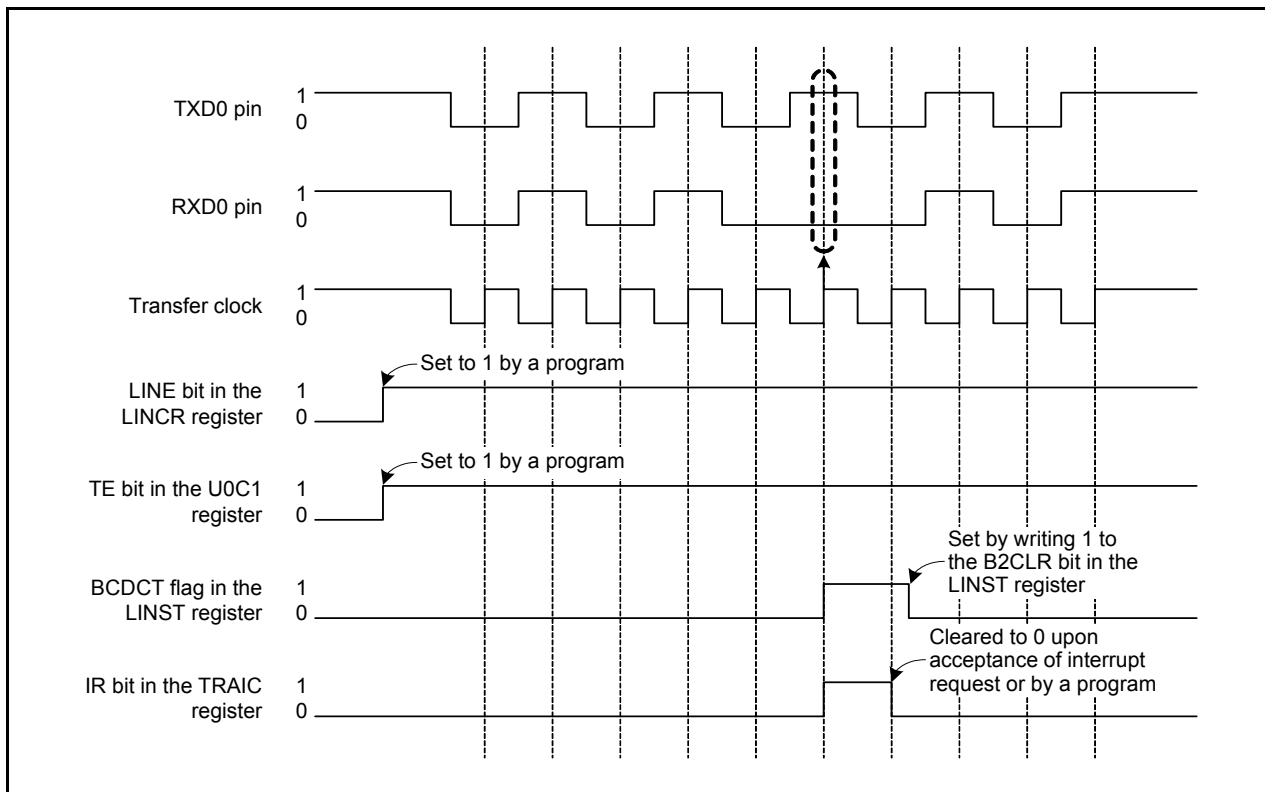 TXD0 pin
1
0
RXD0 pin
1
0
Transfer clock
1
0
Set to 1 by a program
LINE bit in the
LINCR register
1
0
Set to 1 by a program
TE bit in the U0C1
register
1
0
Set by writing 1 to
the B2CLR bit in the
LINST register
BCDCT flag in the
LINST register
1
0
Cleared to 0 upon
acceptance of interrupt
request or by a program
IR bit in the TRAIC
register
1
0